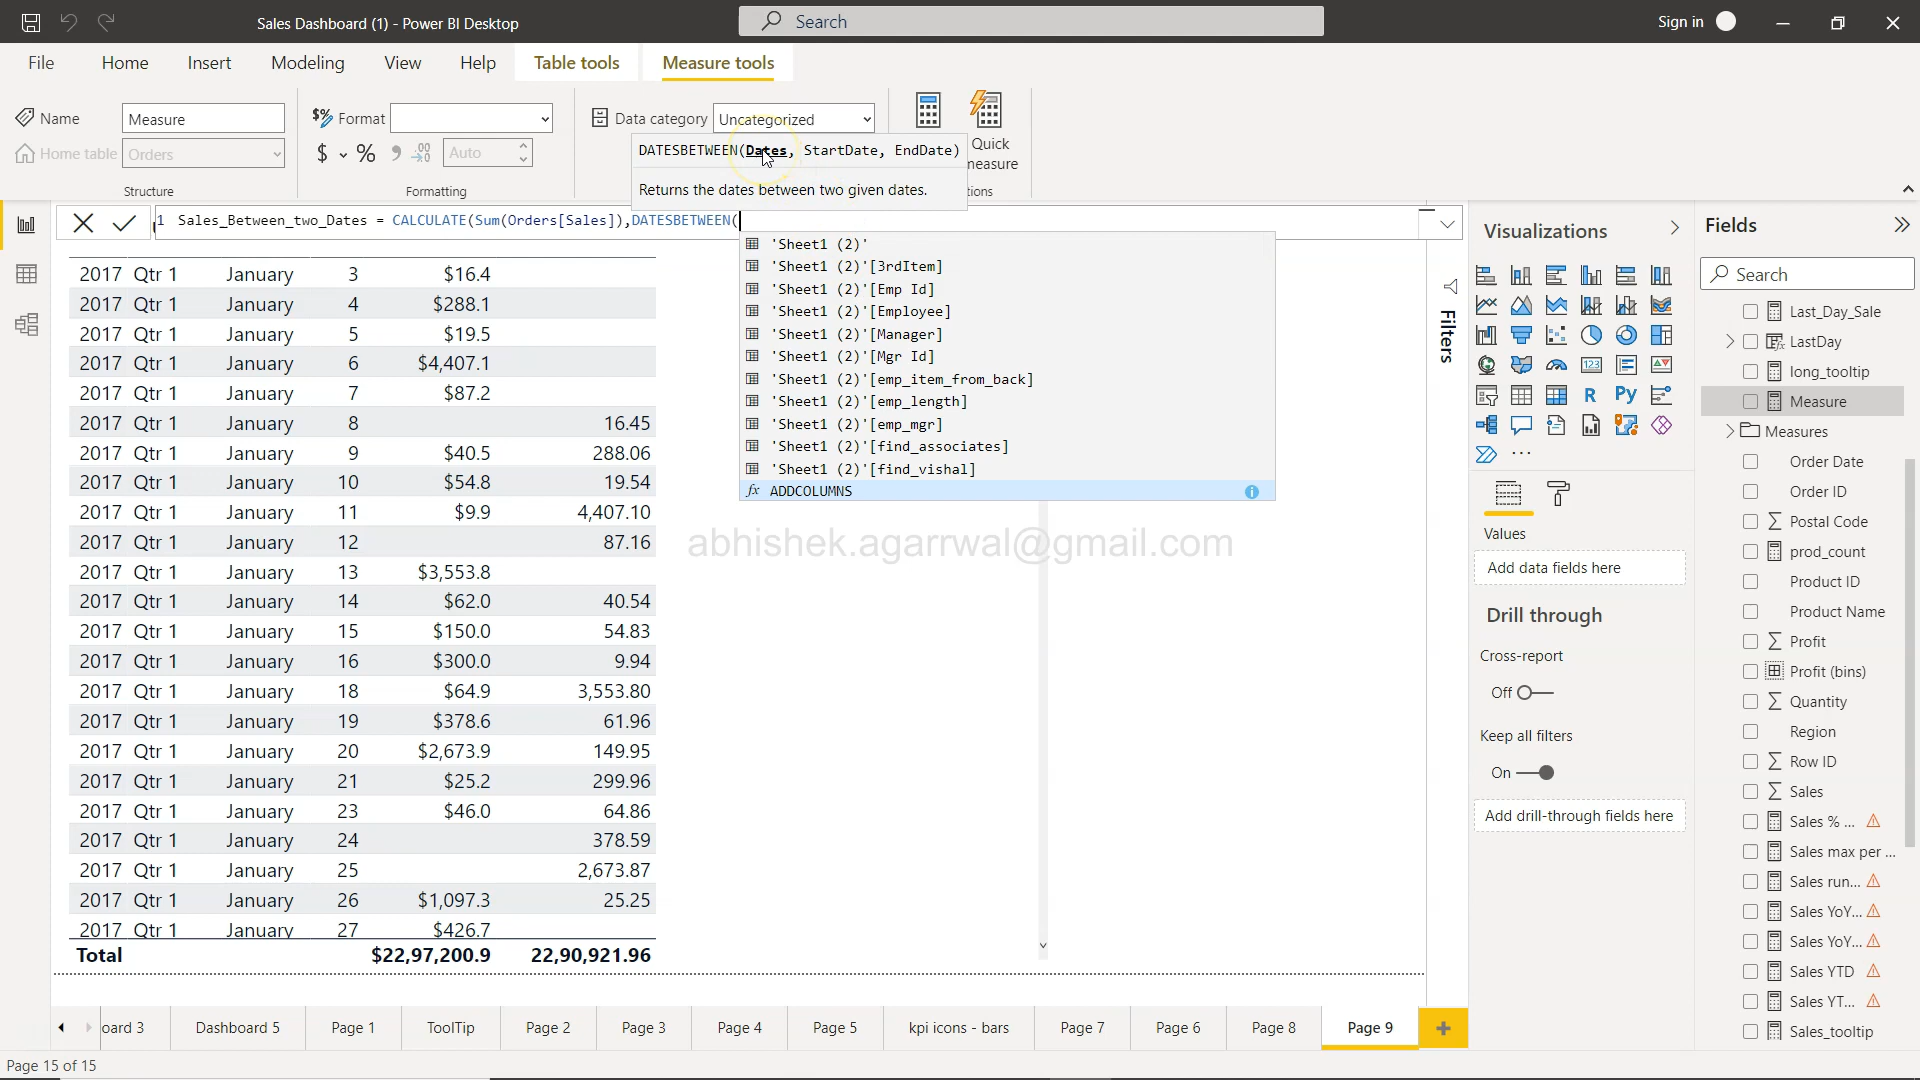 Sales Dashboard (1) - Power BI Desktop
Search
Sign in
File Home Insert Modeling View Help Table tools Measure tools
Name Measure
Format
Data category Uncategorized
Home table Orders
$ % Auto
Quick
measure
Structure
Formatting
DATESBETWEEN(Dates, StartDate, EndDate)
Returns the dates between two given dates.
1 Sales_Between_two_Dates = CALCULATE(Sum(Orders[Sales]),DATESBETWEEN(
'Sheet1 (2)'
'Sheet1 (2)'[3rdItem]
'Sheet1 (2)'[Emp Id]
'Sheet1 (2)'[Employee]
'Sheet1 (2)'[Manager]
'Sheet1 (2)'[Mgr Id]
'Sheet1 (2)'[emp_item_from_back]
'Sheet1 (2)'[emp_length]
'Sheet1 (2)'[emp_mgr]
'Sheet1 (2)'[find_associates]
'Sheet1 (2)'[find_vishal]
fx ADDCOLUMNS
2017 Qtr 1 January 3 $16.4
2017 Qtr 1 January 4 $288.1
2017 Qtr 1 January 5 $19.5
2017 Qtr 1 January 6 $4,407.1
2017 Qtr 1 January 7 $87.2
2017 Qtr 1 January 8 16.45
2017 Qtr 1 January 9 $40.5 288.06
2017 Qtr 1 January 10 $54.8 19.54
2017 Qtr 1 January 11 $9.9 4,407.10
2017 Qtr 1 January 12 87.16
2017 Qtr 1 January 13 $3,553.8
2017 Qtr 1 January 14 $62.0 40.54
2017 Qtr 1 January 15 $150.0 54.83
2017 Qtr 1 January 16 $300.0 9.94
2017 Qtr 1 January 18 $64.9 3,553.80
2017 Qtr 1 January 19 $378.6 61.96
2017 Qtr 1 January 20 $2,673.9 149.95
2017 Qtr 1 January 21 $25.2 299.96
2017 Qtr 1 January 23 $46.0 64.86
2017 Qtr 1 January 24 378.59
2017 Qtr 1 January 25 2,673.87
2017 Qtr 1 January 26 $1,097.3 25.25
2017 Qtr 1 January 27 $426.7
Total $22,97,200.9 22,90,921.96
abhishek.agarrwal@gmail.com
Filters
Visualizations
R Py
Values
Add data fields here
Drill through
Cross-report
Off
Keep all filters
On
Add drill-through fields here
Fields
Search
Last_Day_Sale
LastDay
long_tooltip
Measure
Measures
Order Date
Order ID
Postal Code
prod_count
Product ID
Product Name
Profit
Profit (bins)
Quantity
Region
Row ID
Sales
Sales % ...
Sales max per ...
Sales run...
Sales YoY...
Sales YoY...
Sales YTD
Sales YT...
Sales_tooltip
oard 3 Dashboard 5 Page 1 ToolTip Page 2 Page 3 Page 4 Page 5 kpi icons - bars Page 7 Page 6 Page 8 Page 9
Page 15 of 15